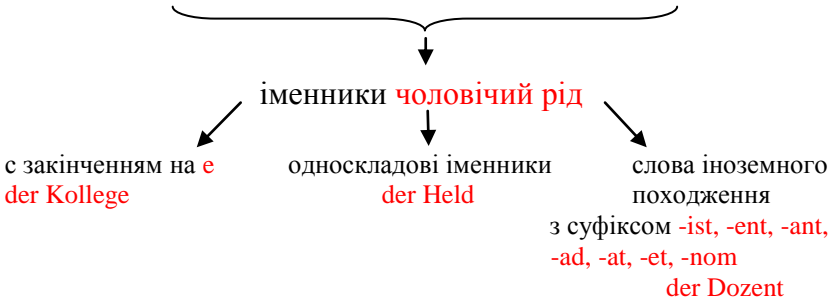 іменники чоловічий рід
с закінченням на е
der Kollege
односкладові іменники
der Held
слова іноземного
походження
з суфіксом -ist, -ent, -ant,
-ad, -at, -et, -nom
der Dozent